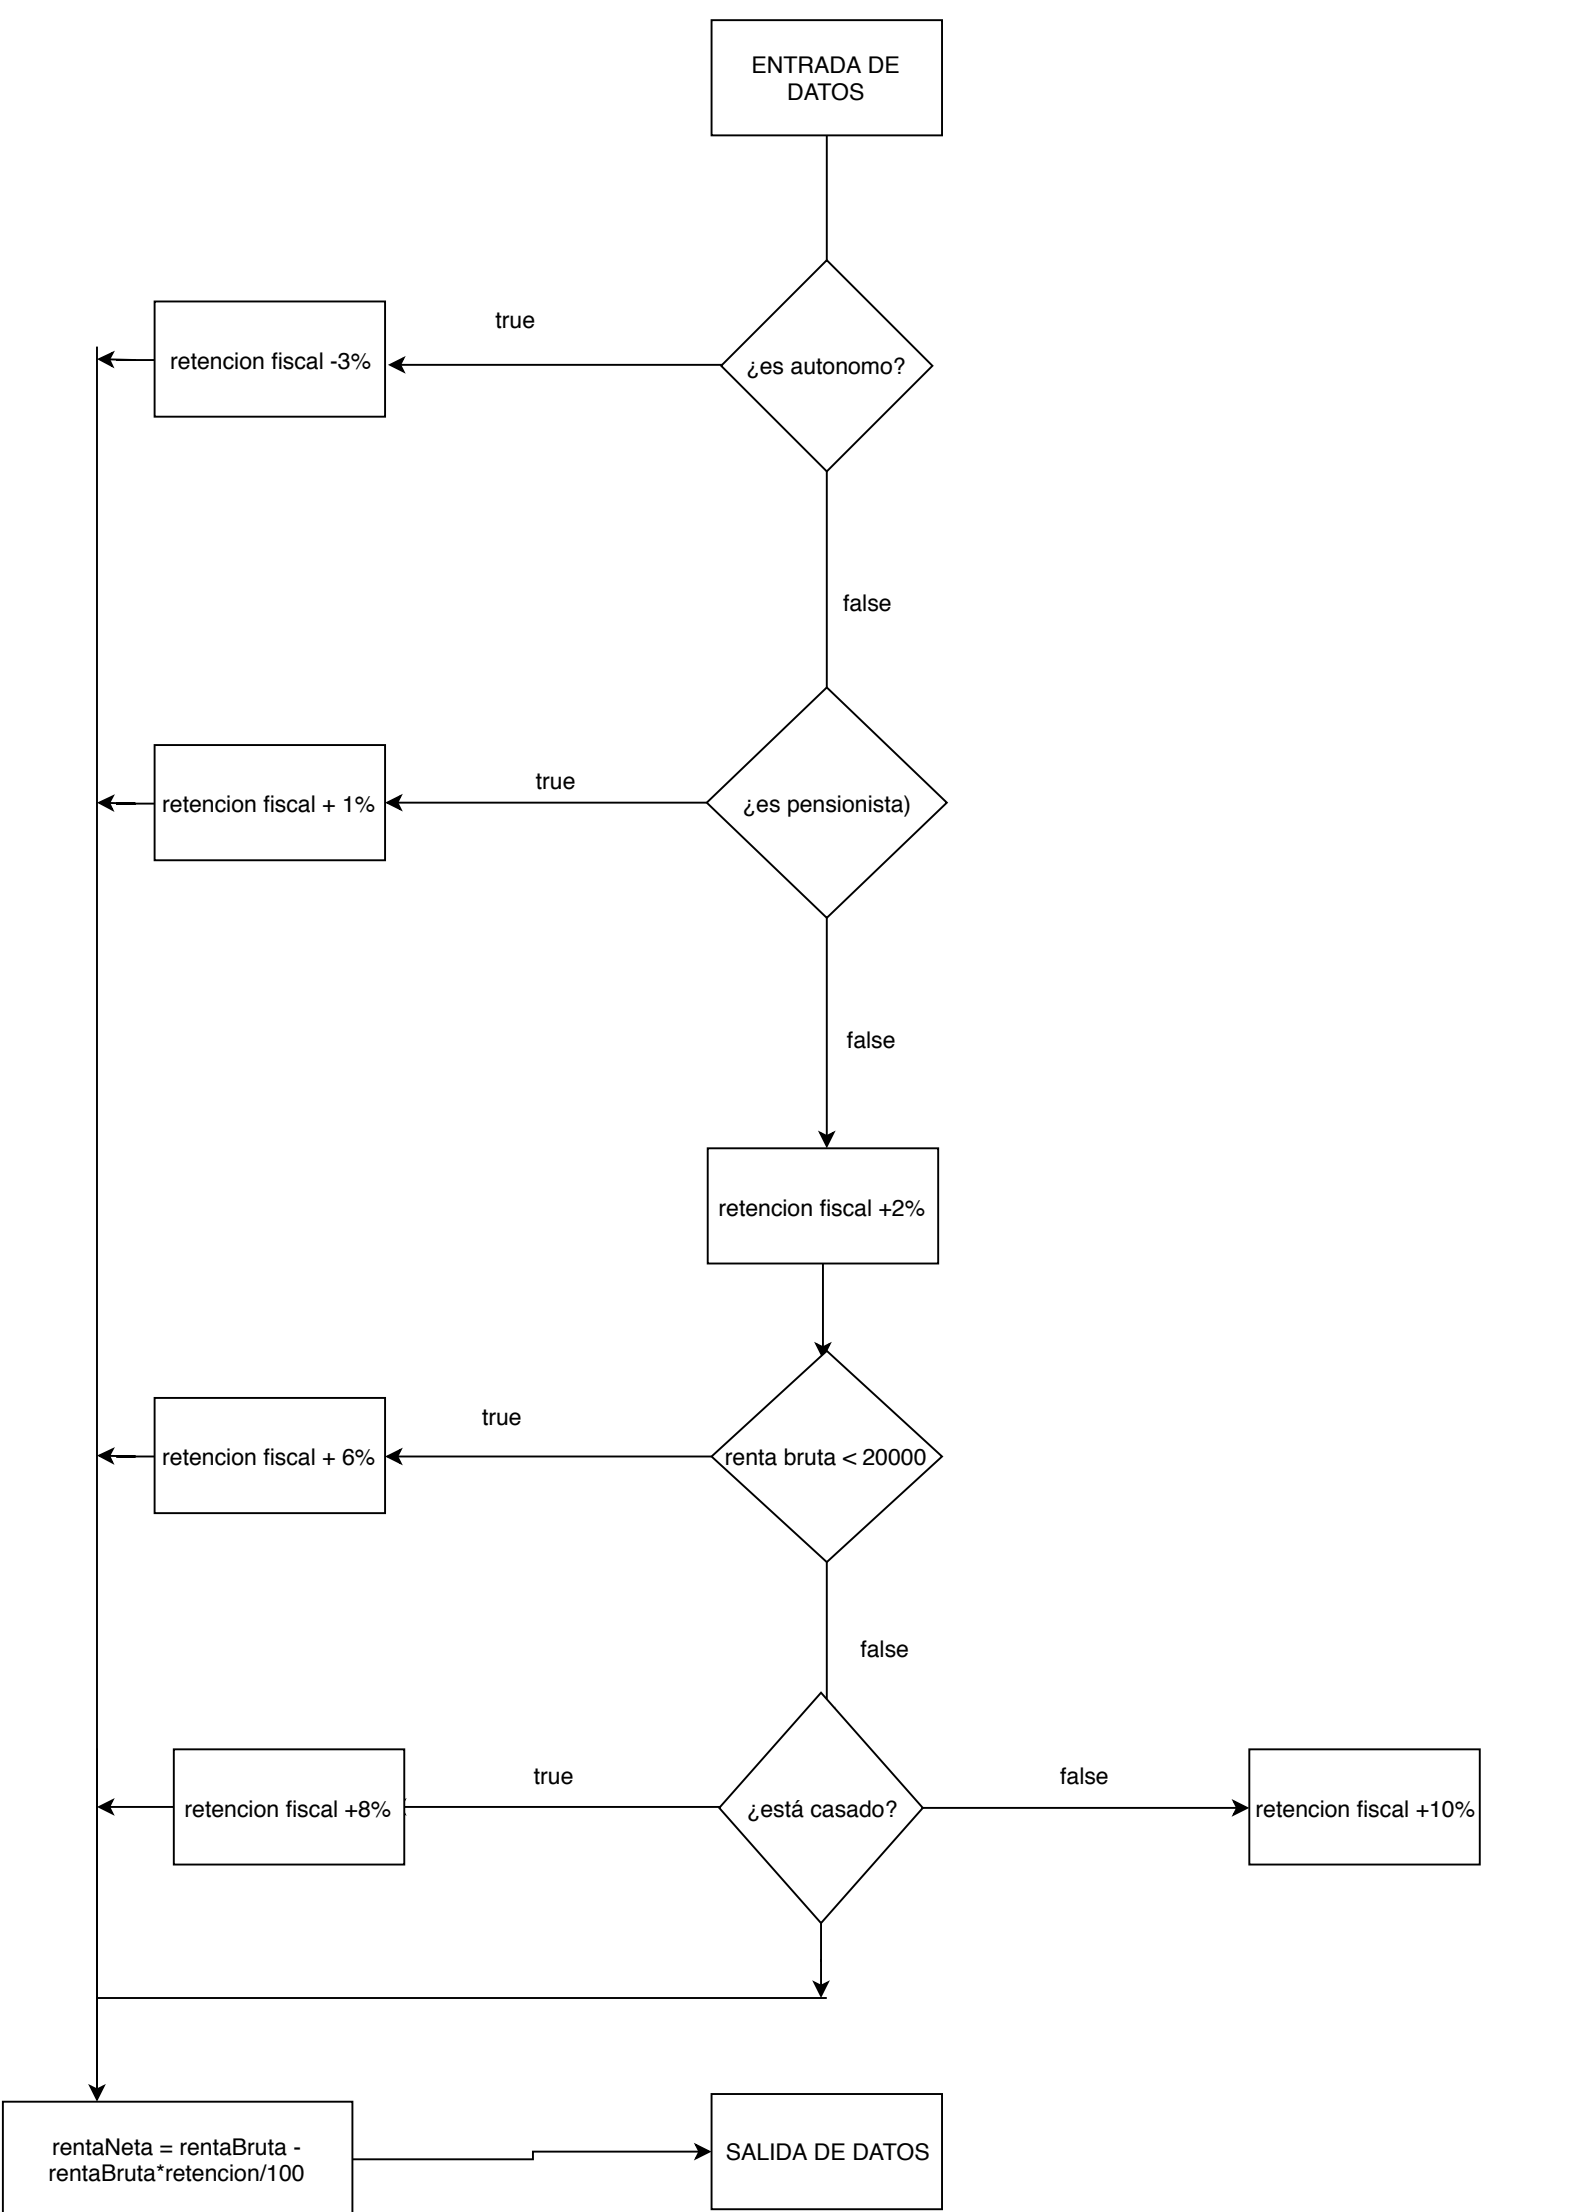 ENTRADA DE
DATOS
true
retencion fiscal -3%
¿es autonomo?
false
true
retencion fiscal + 1%
¿es pensionista)
false
retencion fiscal +2%
true
retencion fiscal + 6%
renta bruta < 20000
false
true
false
retencion fiscal +8%
¿está casado?
retencion fiscal +10%
rentaNeta = rentaBruta -
rentaBruta*retencion/100
SALIDA DE DATOS